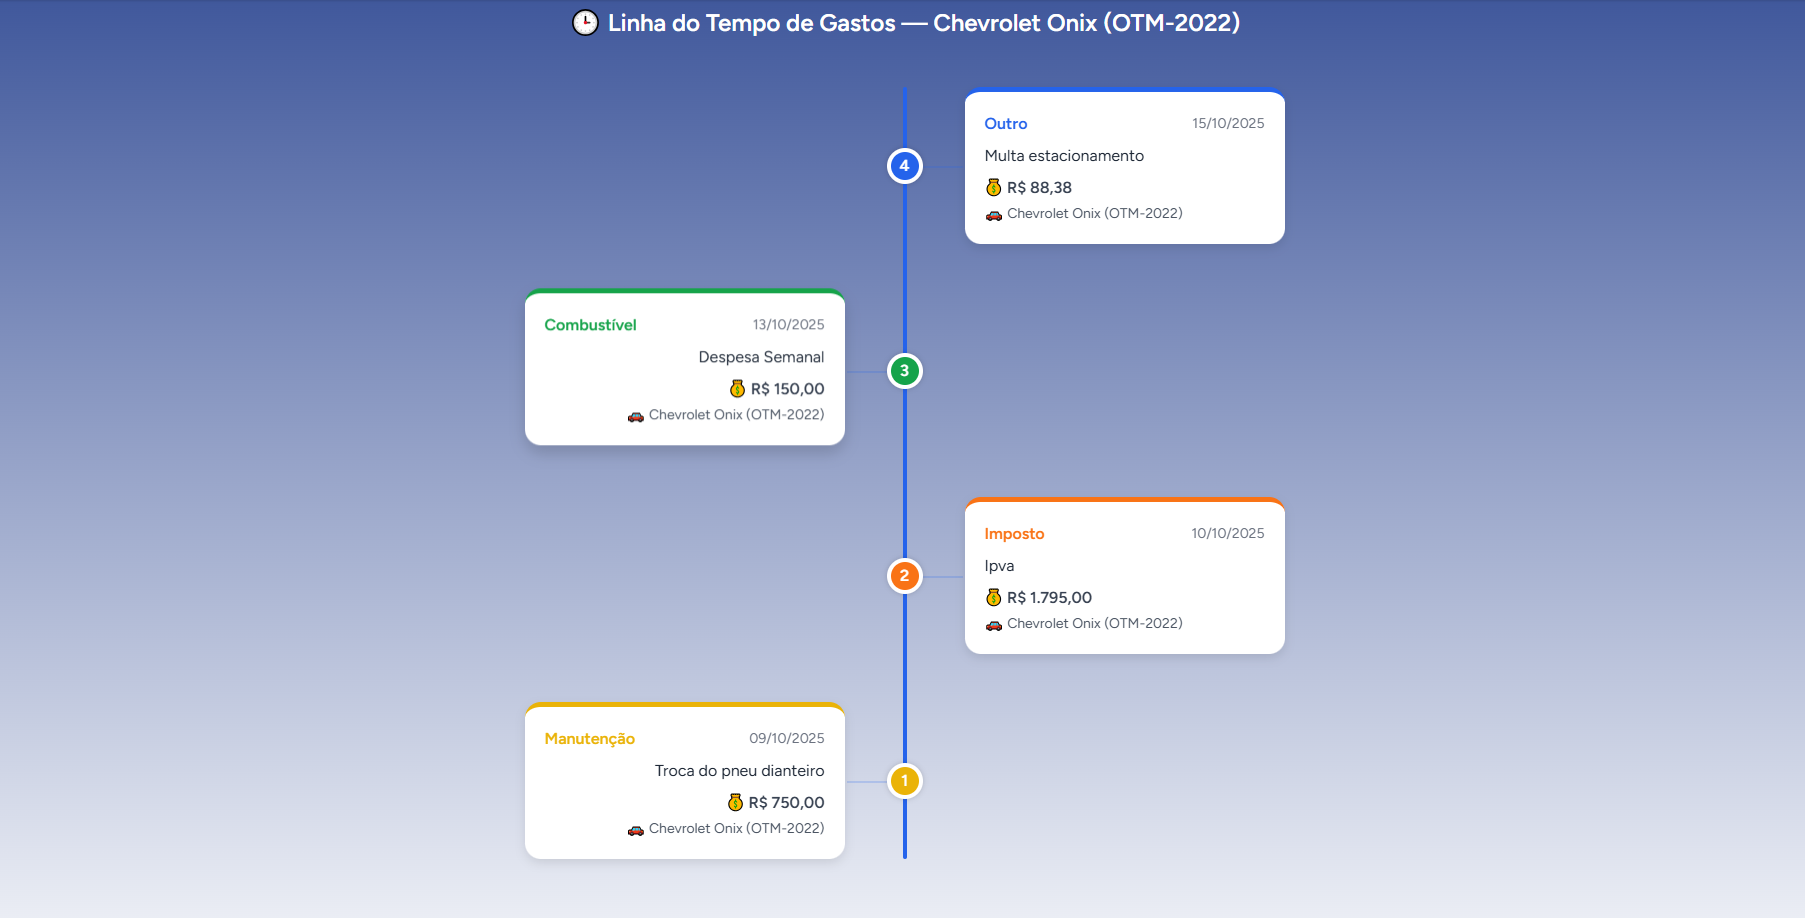 Linha do Tempo de Gastos — Chevrolet Onix (OTM-2022)
Outro 15/10/2025
Multa estacionamento
R$ 88,38
Chevrolet Onix (OTM-2022)
4
Combustível 13/10/2025
Despesa Semanal
R$ 150,00
Chevrolet Onix (OTM-2022)
3
Imposto 10/10/2025
Ipva
R$ 1.795,00
Chevrolet Onix (OTM-2022)
2
Manutenção 09/10/2025
Troca do pneu dianteiro
R$ 750,00
Chevrolet Onix (OTM-2022)
1